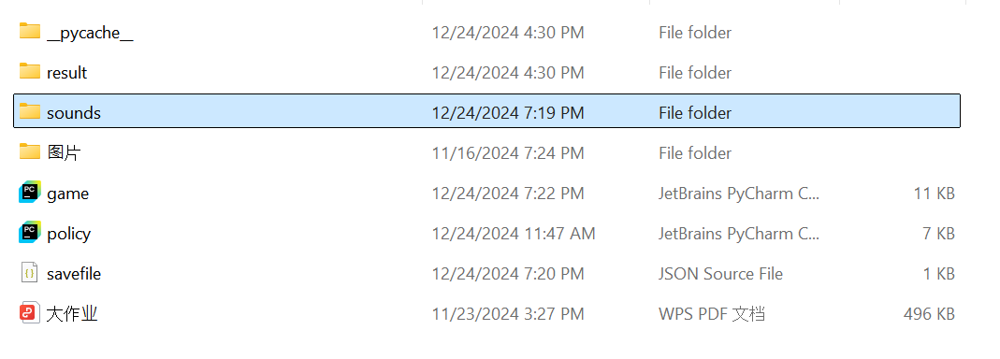 __pycache__ 12/24/2024 4:30 PM File folder
result 12/24/2024 4:30 PM File folder
sounds 12/24/2024 7:19 PM File folder
图片 11/16/2024 7:24 PM File folder
game 12/24/2024 7:22 PM JetBrains PyCharm C... 11 KB
policy 12/24/2024 11:47 AM JetBrains PyCharm C... 7 KB
savefile 12/24/2024 7:20 PM JSON Source File 1 KB
大作业 11/23/2024 3:27 PM WPS PDF 文档 496 KB